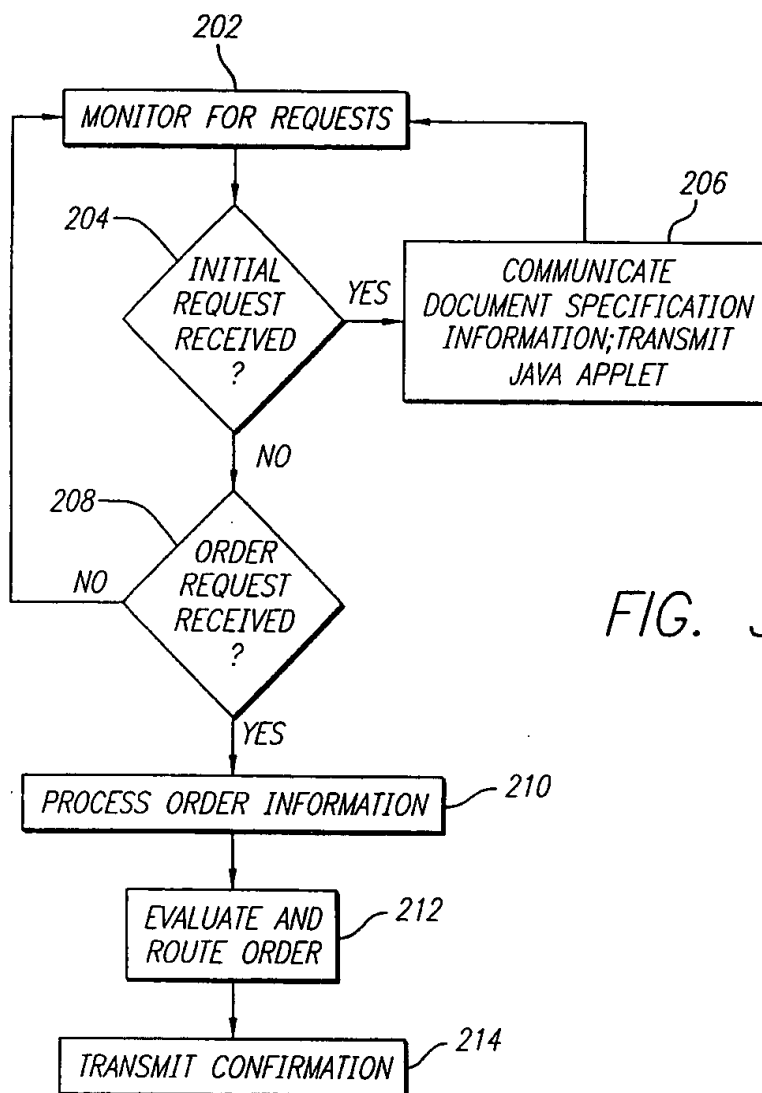 202
MONITOR FOR REQUESTS
204
INITIAL
REQUEST
RECEIVED
?
YES
206
COMMUNICATE
DOCUMENT SPECIFICATION
INFORMATION;TRANSMIT
JAVA APPLET
NO
208
ORDER
REQUEST
RECEIVED
?
NO
FIG.
YES
PROCESS ORDER INFORMATION
210
EVALUATE AND
ROUTE ORDER
212
TRANSMIT CONFIRMATION
214